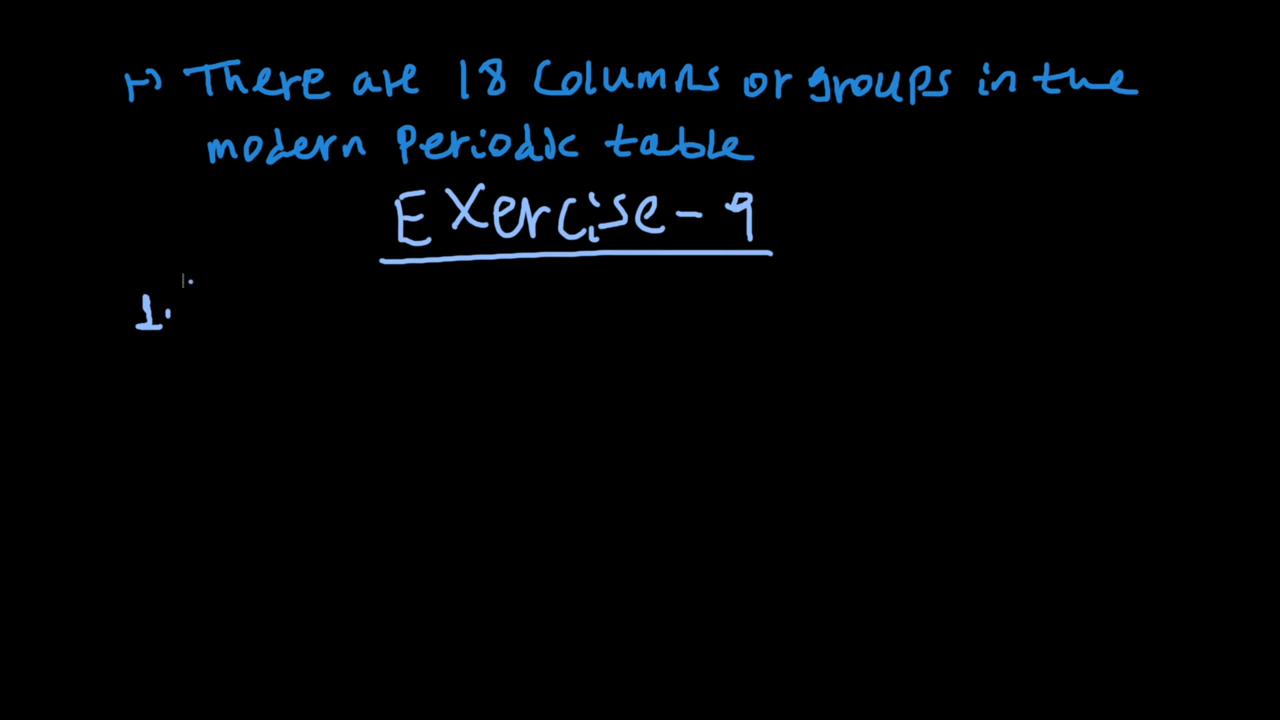 → There are 18 columns or groups in the
modern Periodic table
Exercise - 9
1.